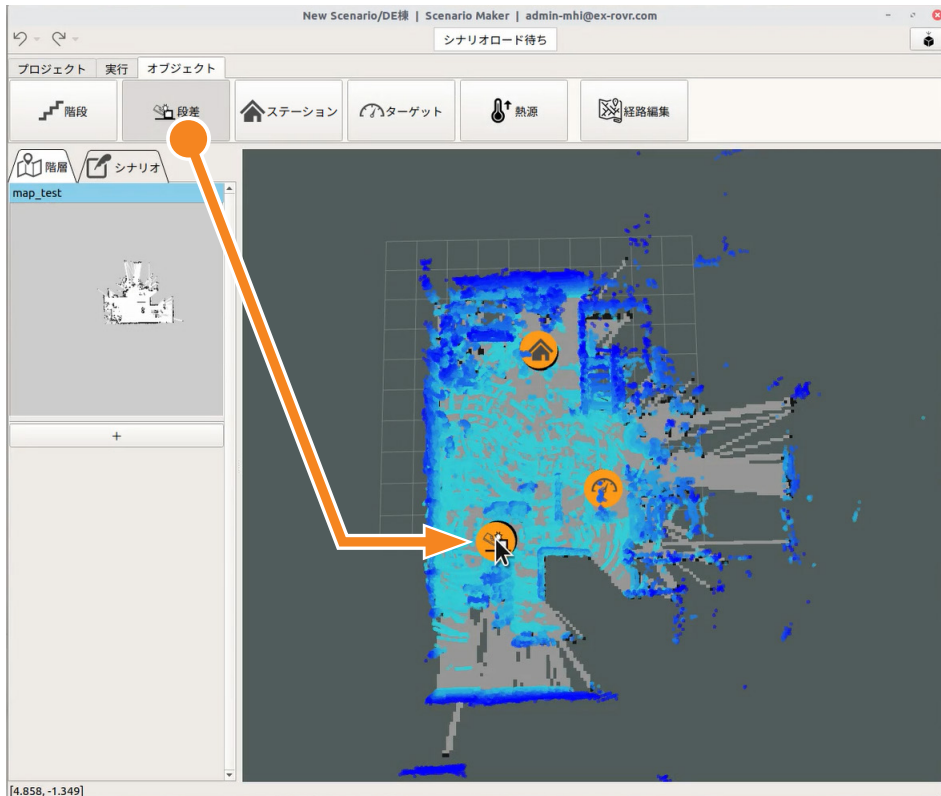 New Scenario/DE棟 | Scenario Maker | admin-mhi@ex-rovr.com
シナリオロード待ち
プロジェクト 実行 オブジェクト
階段 段差 ステーション ターゲット 熱源 経路編集
階層 シナリオ
map_test
+
[4.858, -1.349]